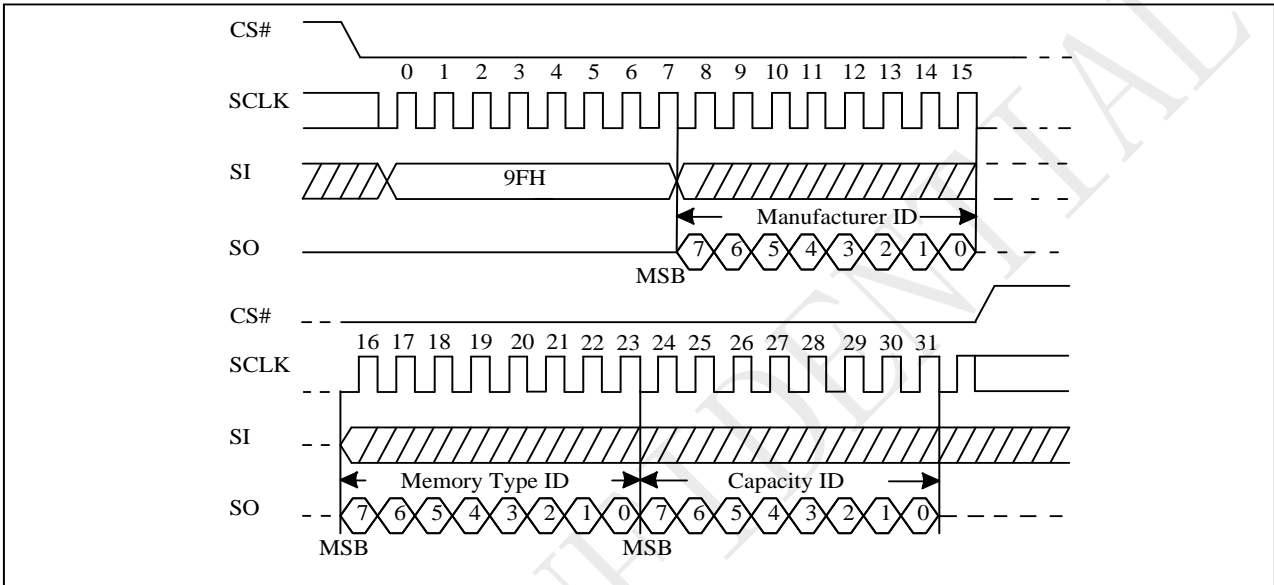 CS#
0 1 2 3 4 5 6 7 8 9 10 11 12 13 14 15
SCLK
SI 9FH
Manufacturer ID
SO 7 6 5 4 3 2 1 0
MSB
CS#
16 17 18 19 20 21 22 23 24 25 26 27 28 29 30 31
SCLK
SI
Memory Type ID Capacity ID
SO 7 6 5 4 3 2 1 0 7 6 5 4 3 2 1 0
MSB MSB